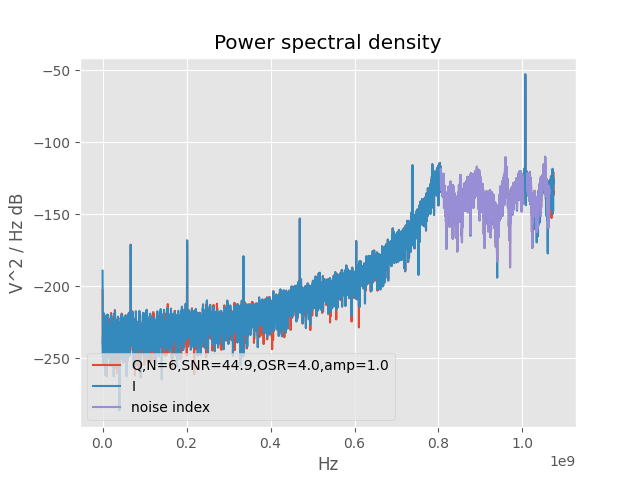 Power spectral density
V^2 / Hz dB
−50
−100
−150
−200
−250
Q,N=6,SNR=44.9,OSR=4.0,amp=1.0
I
noise index
0.0 0.2 0.4 0.6 0.8 1.0
1e9
Hz